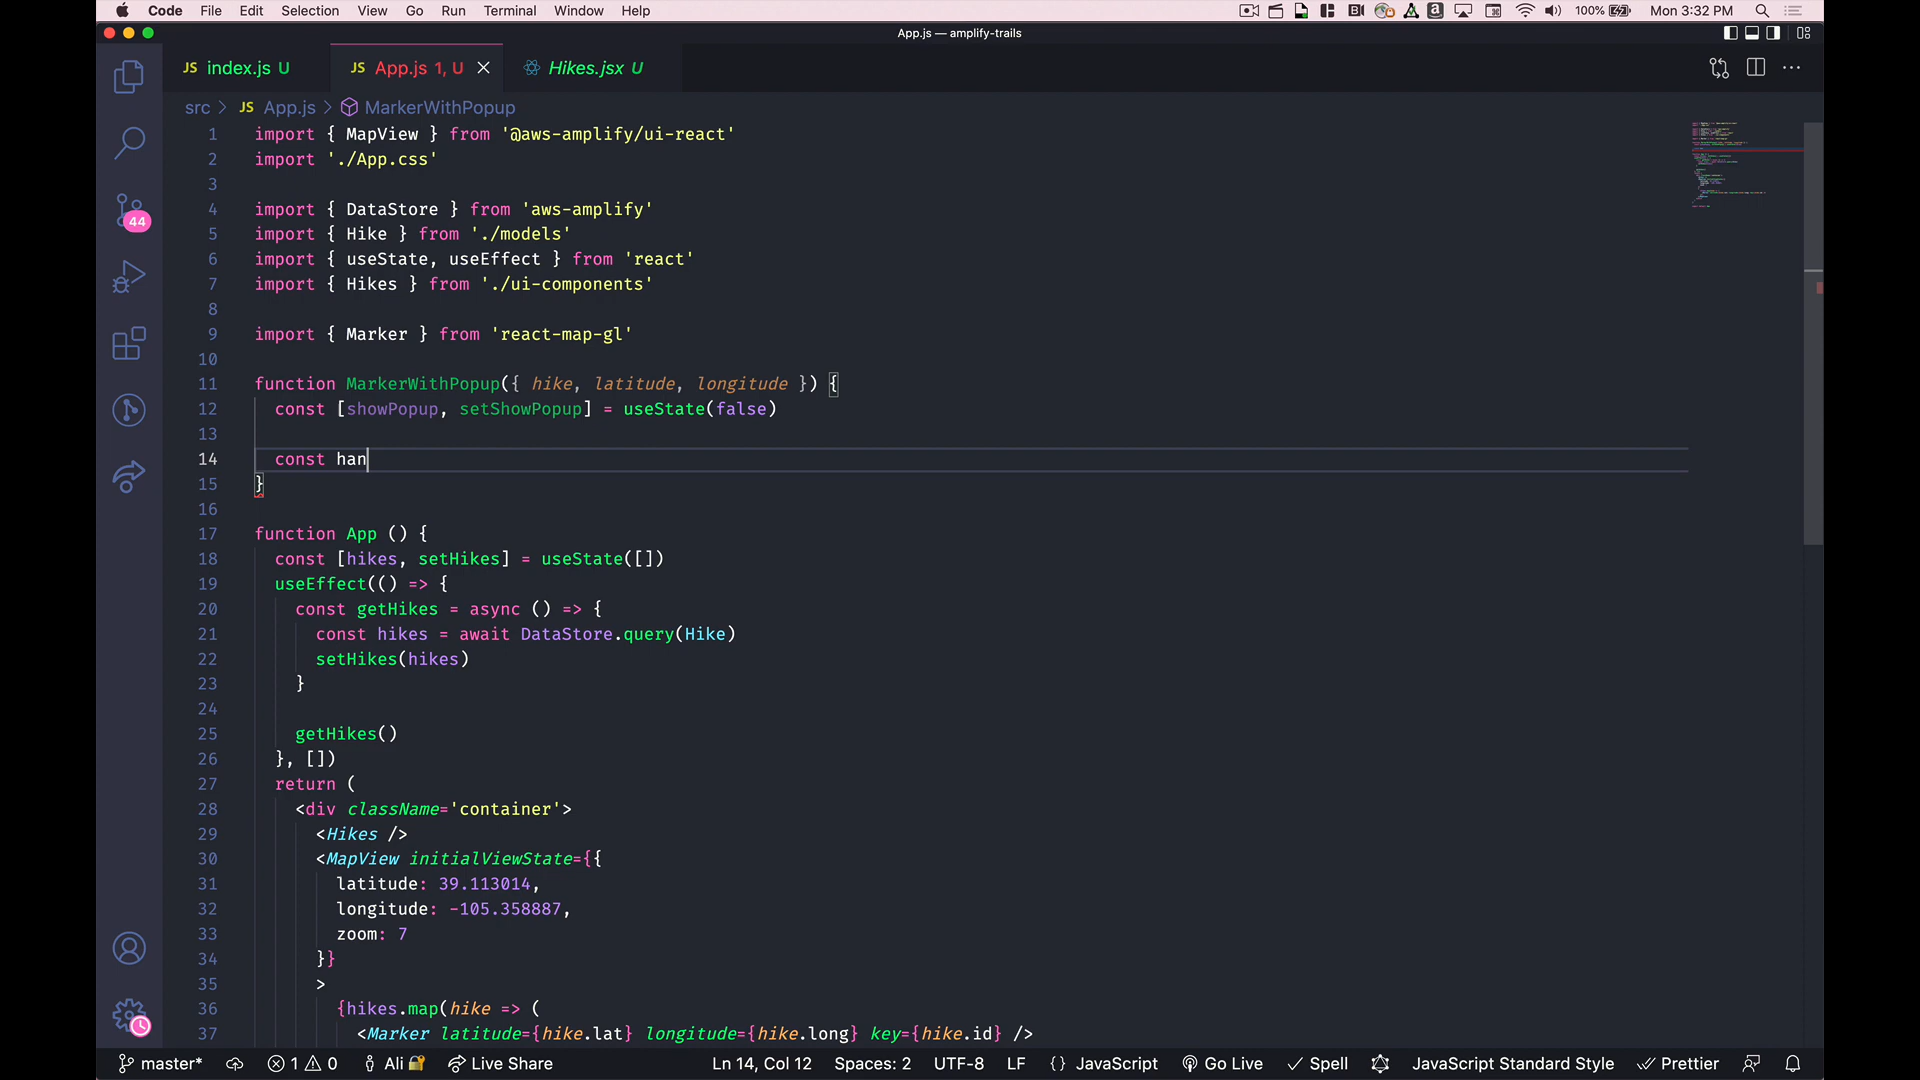 Code File Edit Selection View Go Run Terminal Window Help 100% Mon 3:32 PM
App.js — amplify-trails
JS index.js U JS App.js 1, U Hikes.jsx U
src > JS App.js > MarkerWithPopup
1 import { MapView } from '@aws-amplify/ui-react'
2 import './App.css'
3
4 import { DataStore } from 'aws-amplify'
5 import { Hike } from './models'
6 import { useState, useEffect } from 'react'
7 import { Hikes } from './ui-components'
8
9 import { Marker } from 'react-map-gl'
10
11 function MarkerWithPopup({ hike, latitude, longitude }) {
12 const [showPopup, setShowPopup] = useState(false)
13
14 const han
15 }
16
17 function App () {
18 const [hikes, setHikes] = useState([])
19 useEffect(() => {
20 const getHikes = async () => {
21 const hikes = await DataStore.query(Hike)
22 setHikes(hikes)
23 }
24
25 getHikes()
26 }, [])
27 return (
28 <div className='container'>
29 <Hikes />
30 <MapView initialViewState={{
31 latitude: 39.113014,
32 longitude: -105.358887,
33 zoom: 7
34 }}
35 >
36 {hikes.map(hike => (
37 <Marker latitude={hike.lat} longitude={hike.long} key={hike.id} />
44
master* 1 0 Ali Live Share Ln 14, Col 12 Spaces: 2 UTF-8 LF {} JavaScript Go Live Spell JavaScript Standard Style Prettier